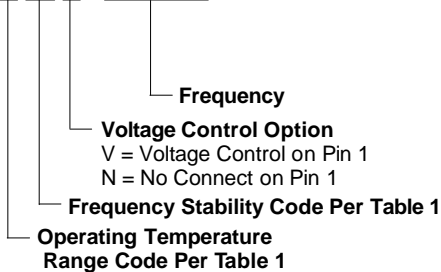 Frequency
Voltage Control Option
V = Voltage Control on Pin 1
N = No Connect on Pin 1
Frequency Stability Code Per Table 1
Operating Temperature
Range Code Per Table 1